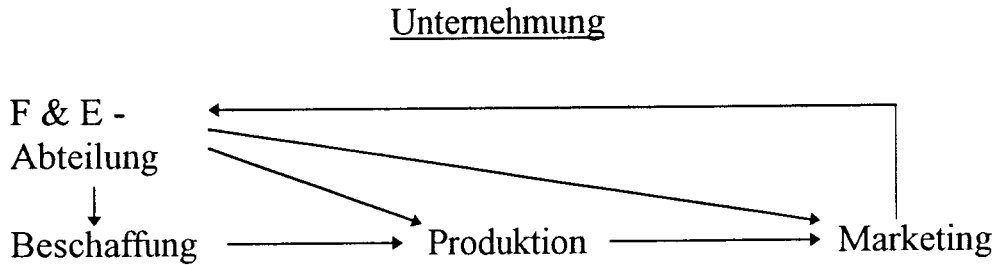 Unternehmung
F & E -
Abteilung
Beschaffung
Produktion
Marketing